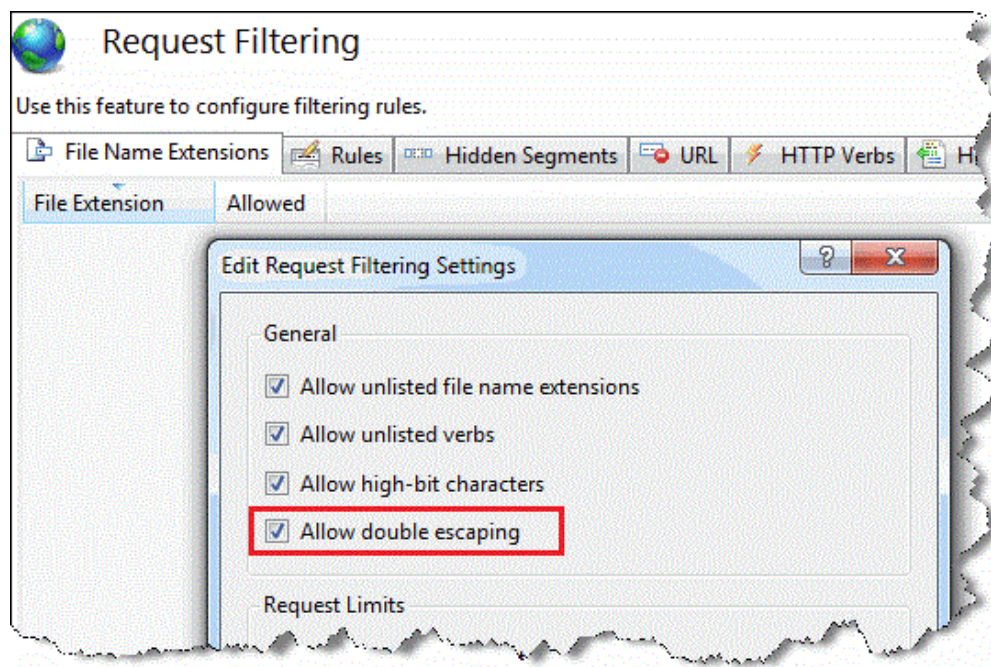 Request Filtering
Use this feature to configure filtering rules.
File Name Extensions Rules Hidden Segments URL HTTP Verbs
File Extension Allowed
Edit Request Filtering Settings
General
Allow unlisted file name extensions
Allow unlisted verbs
Allow high-bit characters
Allow double escaping
Request Limits